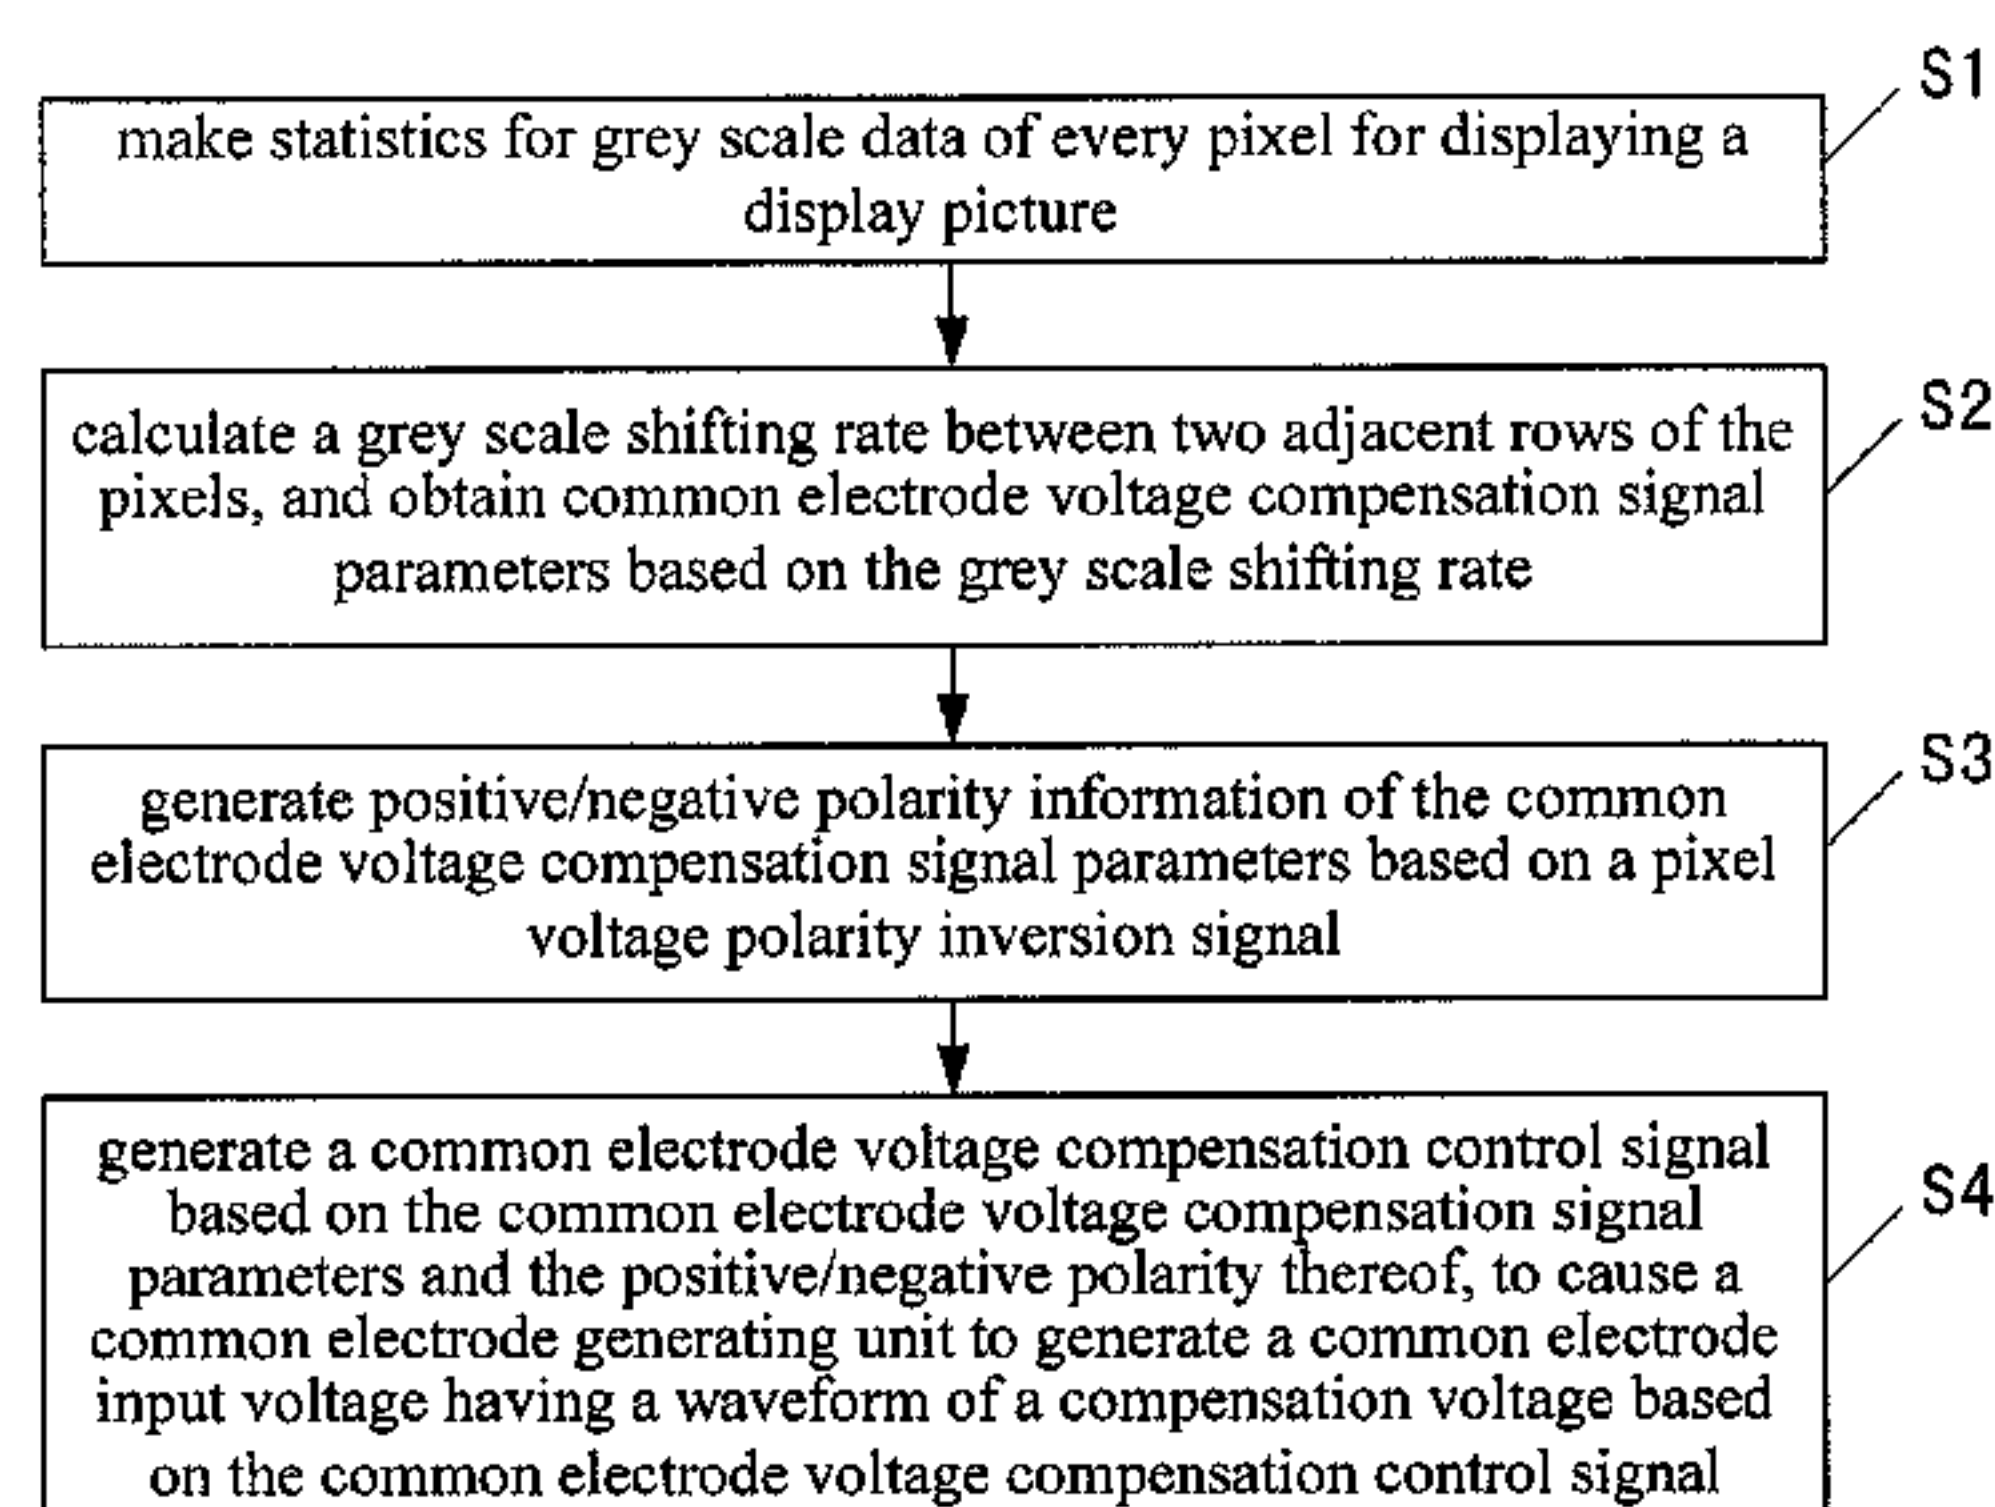 S1
make statistics for grey scale data of every pixel for displaying a
display picture
S2
calculate a grey scale shifting rate between two adjacent rows of the
pixels, and obtain common electrode voltage compensation signal
parameters based on the grey scale shifting rate
S3
generate positive/negative polarity information of the common
electrode voltage compensation signal parameters based on a pixel
voltage polarity inversion signal
S4
generate a common electrode voltage compensation control signal
based on the common electrode voltage compensation signal
parameters and the positive/negative polarity thereof, to cause a
common electrode generating unit to generate a common electrode
input voltage having a waveform of a compensation voltage based
on the common electrode voltage compensation control signal